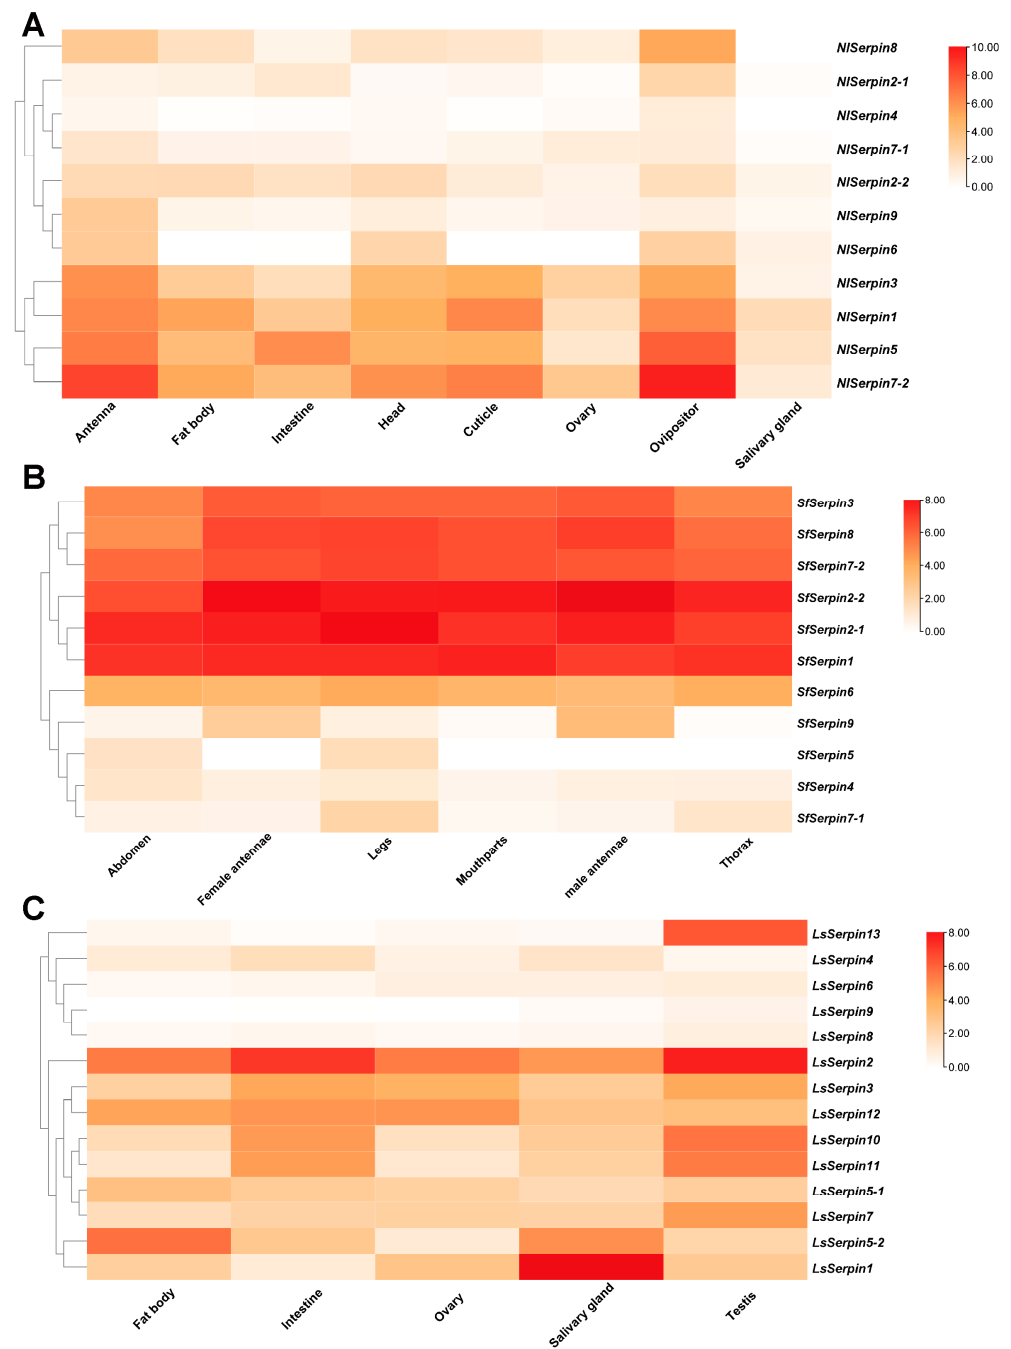 A
NlSerpin8
NlSerpin2-1
NlSerpin4
NlSerpin7-1
NlSerpin2-2
NlSerpin9
NlSerpin6
NlSerpin3
NlSerpin1
NlSerpin5
NlSerpin7-2
10.00
8.00
6.00
4.00
2.00
0.00
Antenna
Fat body
Intestine
Head
Cuticle
Ovary
Ovipositor
Salivary gland
B
SfSerpin3
SfSerpin8
SfSerpin7-2
SfSerpin2-2
SfSerpin2-1
SfSerpin1
SfSerpin6
SfSerpin9
SfSerpin5
SfSerpin4
SfSerpin7-1
8.00
6.00
4.00
2.00
0.00
Abdomen
Female antennae
Legs
Mouthparts
male antennae
Thorax
C
LsSerpin13
LsSerpin4
LsSerpin6
LsSerpin9
LsSerpin8
LsSerpin2
LsSerpin3
LsSerpin12
LsSerpin10
LsSerpin11
LsSerpin5-1
LsSerpin7
LsSerpin5-2
LsSerpin1
8.00
6.00
4.00
2.00
0.00
Fat body
Intestine
Ovary
Salivary gland
Testis